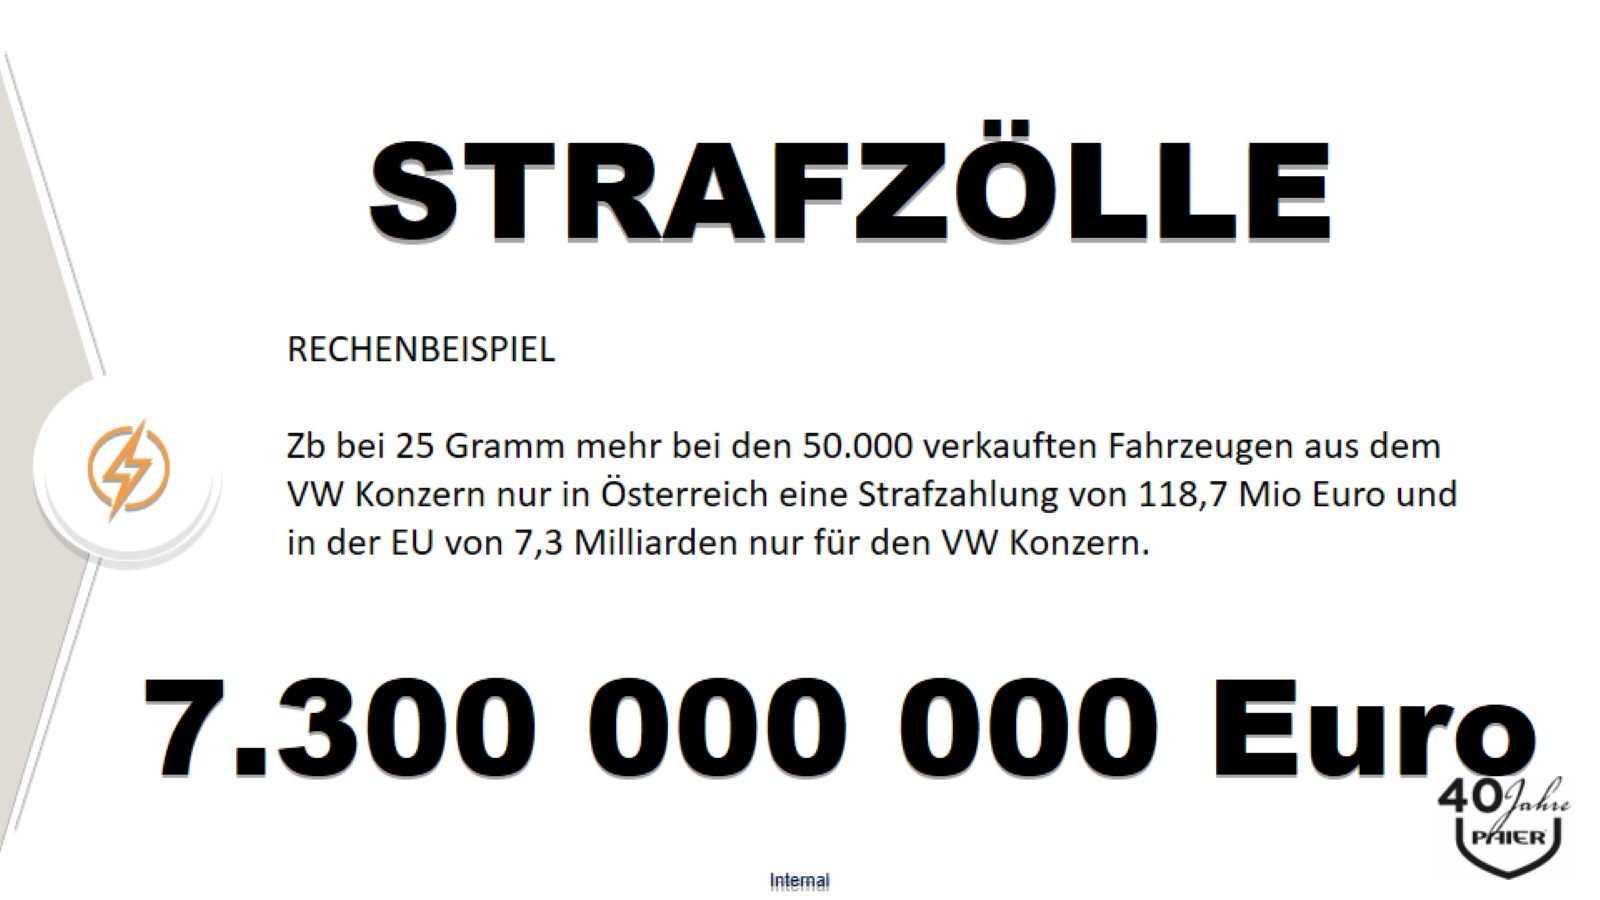 STRAFZÖLLE
RECHENBEISPIEL
Zb bei 25 Gramm mehr bei den 50.000 verkauften Fahrzeugen aus dem
VW Konzern nur in Österreich eine Strafzahlung von 118,7 Mio Euro und
in der EU von 7,3 Milliarden nur für den VW Konzern.
7.300 000 000 Euro
40 Jahre
PAIER
Internal